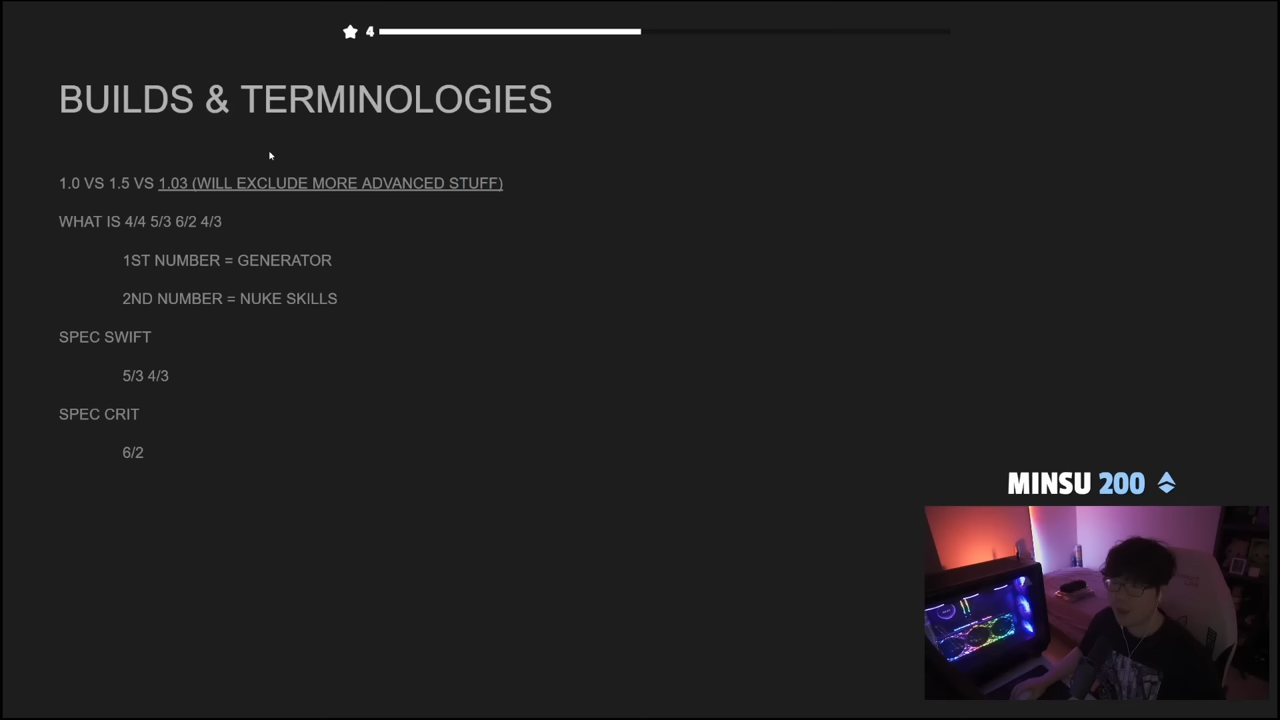 4
BUILDS & TERMINOLOGIES
1.0 VS 1.5 VS 1.03 (WILL EXCLUDE MORE ADVANCED STUFF)
WHAT IS 4/4 5/3 6/2 4/3
1ST NUMBER = GENERATOR
2ND NUMBER = NUKE SKILLS
SPEC SWIFT
5/3 4/3
SPEC CRIT
6/2
MINSU 200